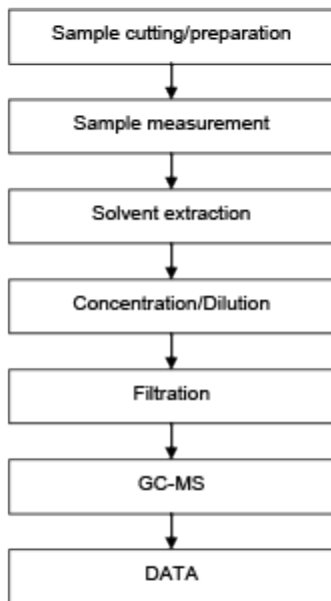 Sample cutting/preparation
Sample measurement
Solvent extraction
Concentration/Dilution
Filtration
GC-MS
DATA